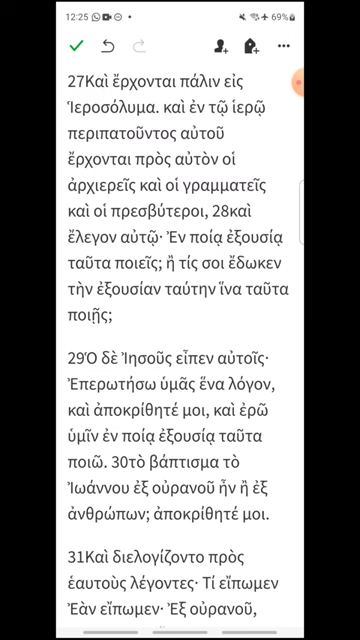 12:25
69%
27Καὶ ἔρχονται πάλιν εἰς
Ἱεροσόλυμα. καὶ ἐν τῷ ἱερῷ
περιπατοῦντος αὐτοῦ
ἔρχονται πρὸς αὐτὸν οἱ
ἀρχιερεῖς καὶ οἱ γραμματεῖς
καὶ οἱ πρεσβύτεροι, 28καὶ
ἔλεγον αὐτῷ· Ἐν ποίᾳ ἐξουσίᾳ
ταῦτα ποιεῖς; ἢ τίς σοι ἔδωκεν
τὴν ἐξουσίαν ταύτην ἵνα ταῦτα
ποιῇς;
29Ὁ δὲ Ἰησοῦς εἶπεν αὐτοῖς·
Ἐπερωτήσω ὑμᾶς ἕνα λόγον,
καὶ ἀποκρίθητέ μοι, καὶ ἐρῶ
ὑμῖν ἐν ποίᾳ ἐξουσίᾳ ταῦτα
ποιῶ. 30τὸ βάπτισμα τὸ
Ἰωάννου ἐξ οὐρανοῦ ἦν ἢ ἐξ
ἀνθρώπων; ἀποκρίθητέ μοι.
31Καὶ διελογίζοντο πρὸς
ἑαυτοὺς λέγοντες· Τί εἴπωμεν
Ἐὰν εἴπωμεν· Ἐξ οὐρανοῦ,